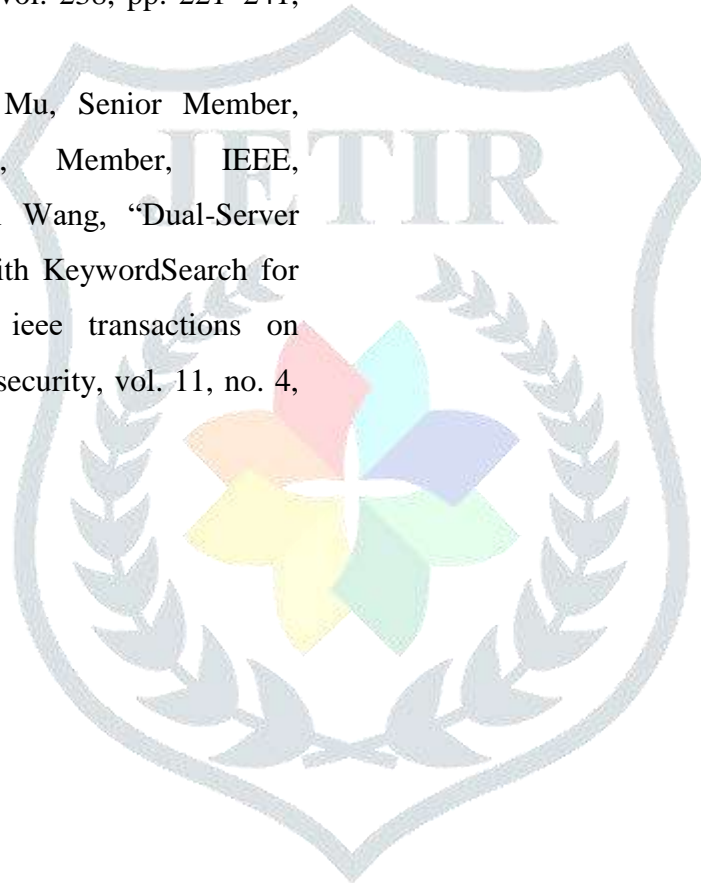 vol. 238, pp. 221–241,
Mu, Senior Member,
, Member, IEEE,
Wang, “Dual-Server
ith KeywordSearch for
ieee transactions on
security, vol. 11, no. 4,
JETIR